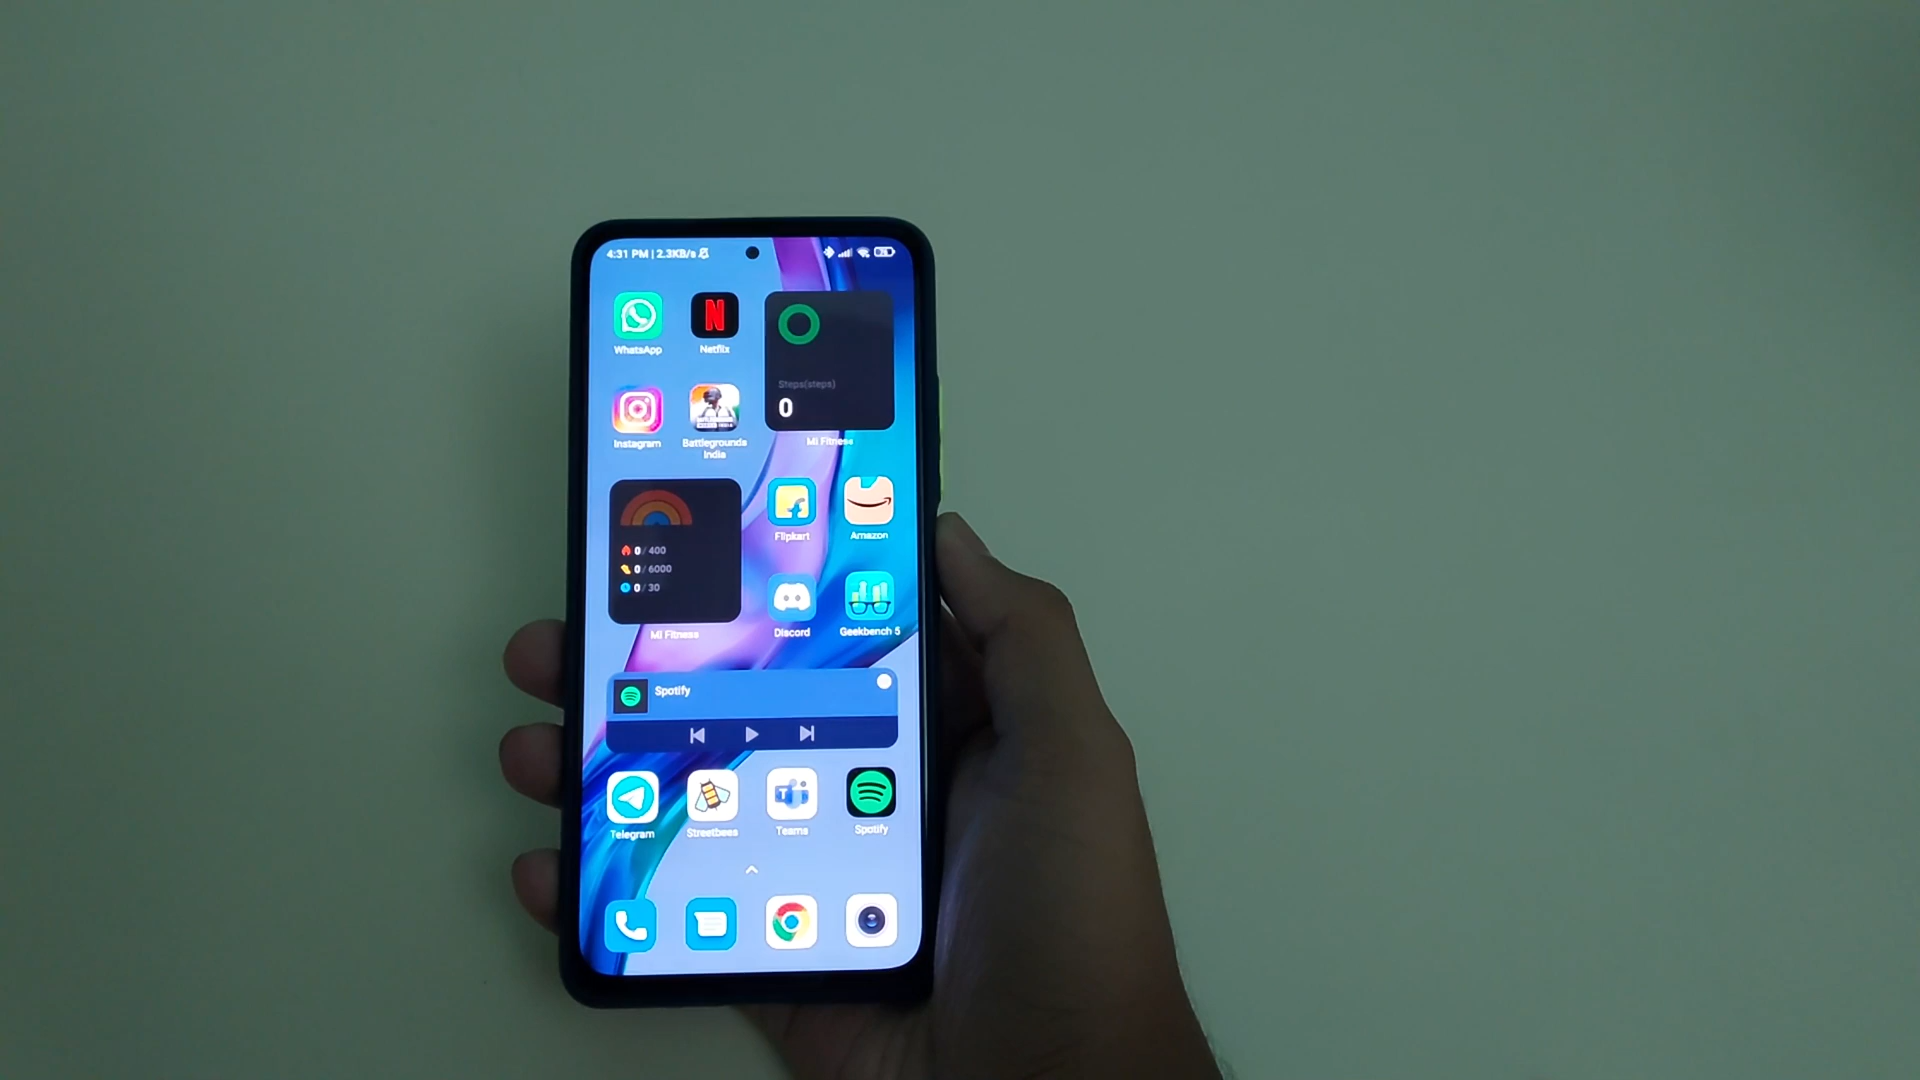 4:31 PM | 2.3KB/s
WhatsApp
Netflix
Steps(steps)
0
Mi Fitness
Instagram
Battlegrounds
India
0/400
0/6000
0/30
Mi Fitness
Flipkart
Amazon
Discord
Geekbench 5
Spotify
Telegram
Streetbees
Teams
Spotify